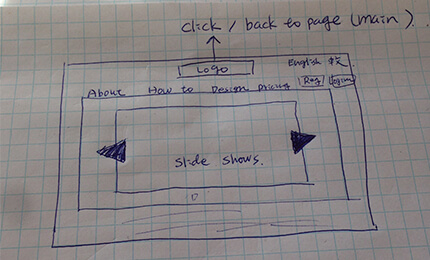 click / back to page (main)
Logo
English 中文
About How to Design pricing Reg login
slide shows.